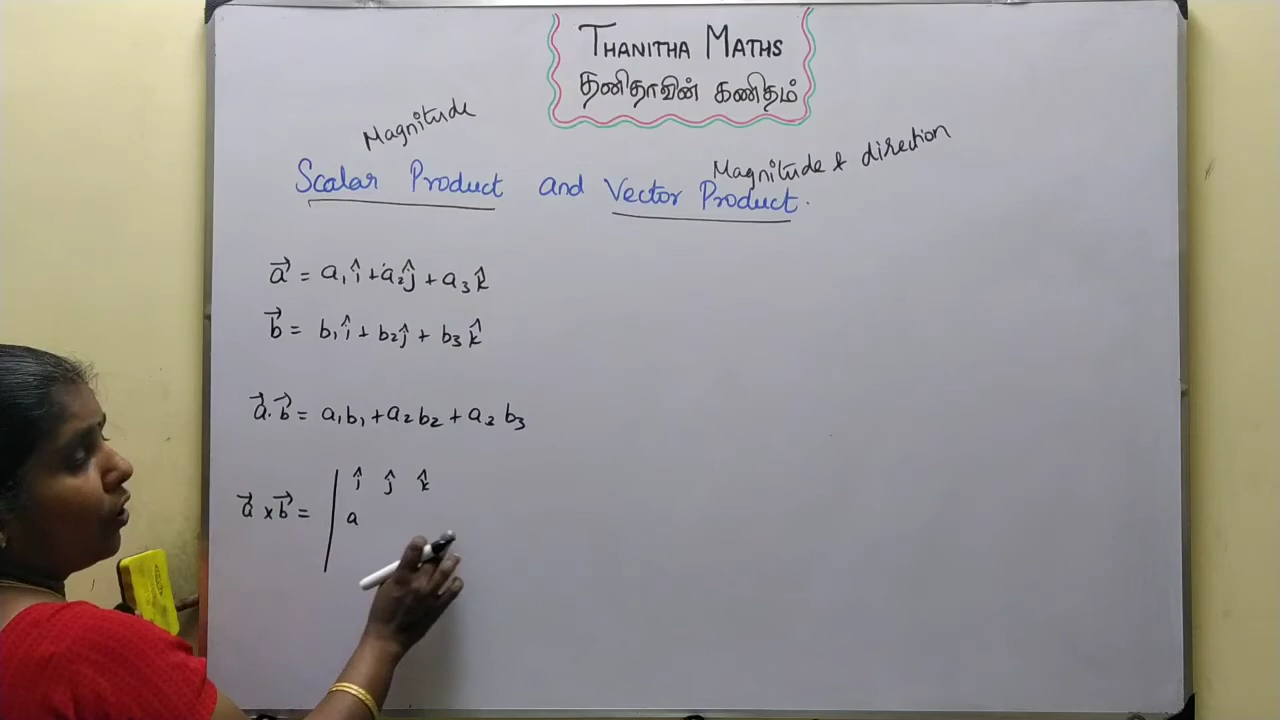 THANITHA MATHS
தனிதாவின் கணிதம்
Magnitude
Magnitude & direction
Scalar Product and Vector Product.
a⃗ = a₁î + a₂ĵ + a₃k̂
b⃗ = b₁î + b₂ĵ + b₃k̂
a⃗ . b⃗ = a₁b₁ + a₂b₂ + a₃b₃
a⃗ × b⃗ = | î ĵ k̂
a